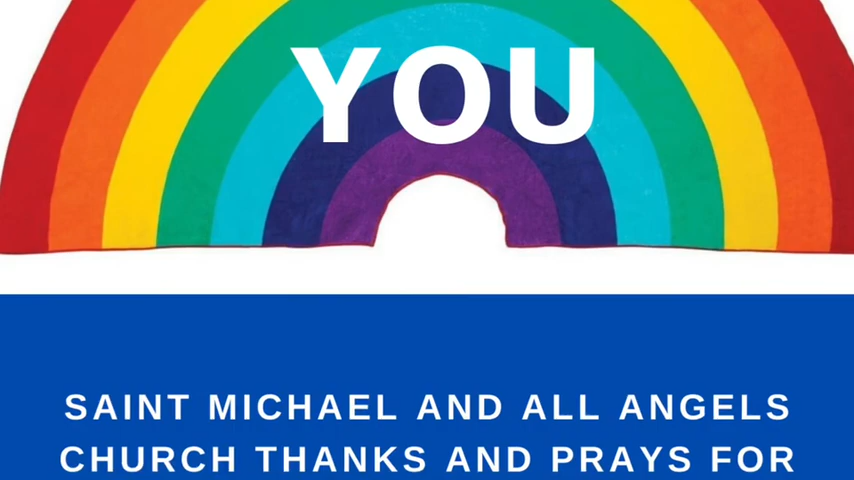 YOU
SAINT MICHAEL AND ALL ANGELS
CHURCH THANKS AND PRAYS FOR